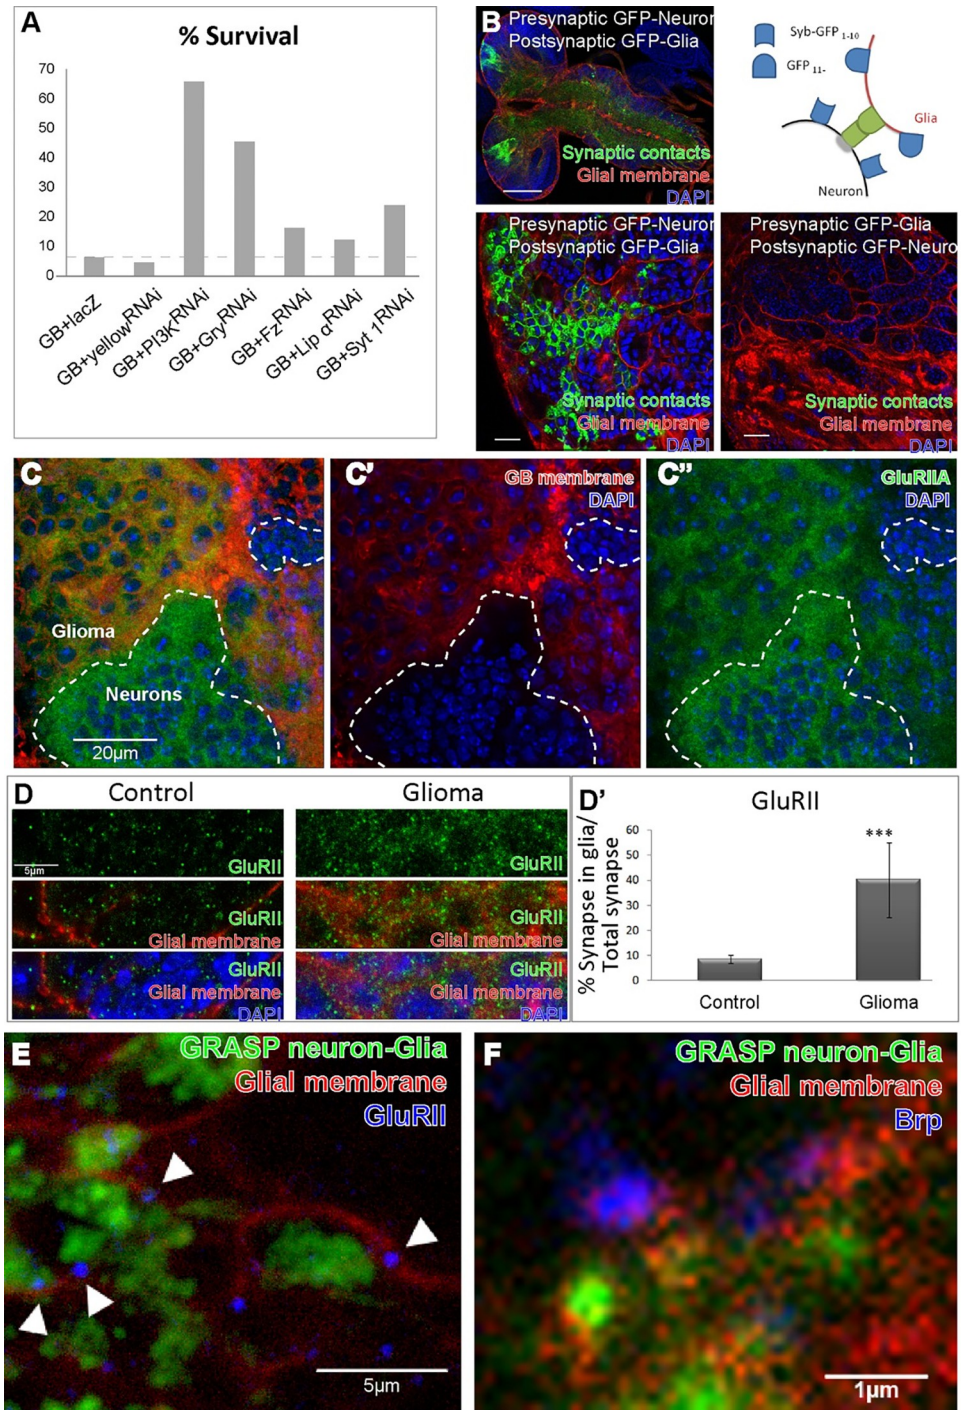 A
% Survival
70
60
50
40
30
20
10
0
GB+lacZ
GB+yellowRNAi
GB+PI3KRNAi
GB+GryRNAi
GB+FzRNAi
GB+Lip αRNAi
GB+Syt 1RNAi
B
Presynaptic GFP-Neuron
Postsynaptic GFP-Glia
Synaptic contacts
Glial membrane
DAPI
Syb-GFP1-10
GFP11-
Glia
Neuron
Presynaptic GFP-Neuron
Postsynaptic GFP-Glia
Synaptic contacts
Glial membrane
DAPI
Presynaptic GFP-Glia
Postsynaptic GFP-Neuro
Synaptic contacts
Glial membrane
DAPI
C
Glioma
Neurons
20µm
C'
GB membrane
DAPI
C''
GluRIIA
DAPI
D
Control
Glioma
GluRII
5µm
GluRII
Glial membrane
GluRII
Glial membrane
DAPI
GluRII
GluRII
Glial membrane
GluRII
Glial membrane
DAPI
D'
GluRII
% Synapse in glia/
Total synapse
60
50
40
30
20
10
0
***
Control
Glioma
E
GRASP neuron-Glia
Glial membrane
GluRII
5µm
F
GRASP neuron-Glia
Glial membrane
Brp
1µm